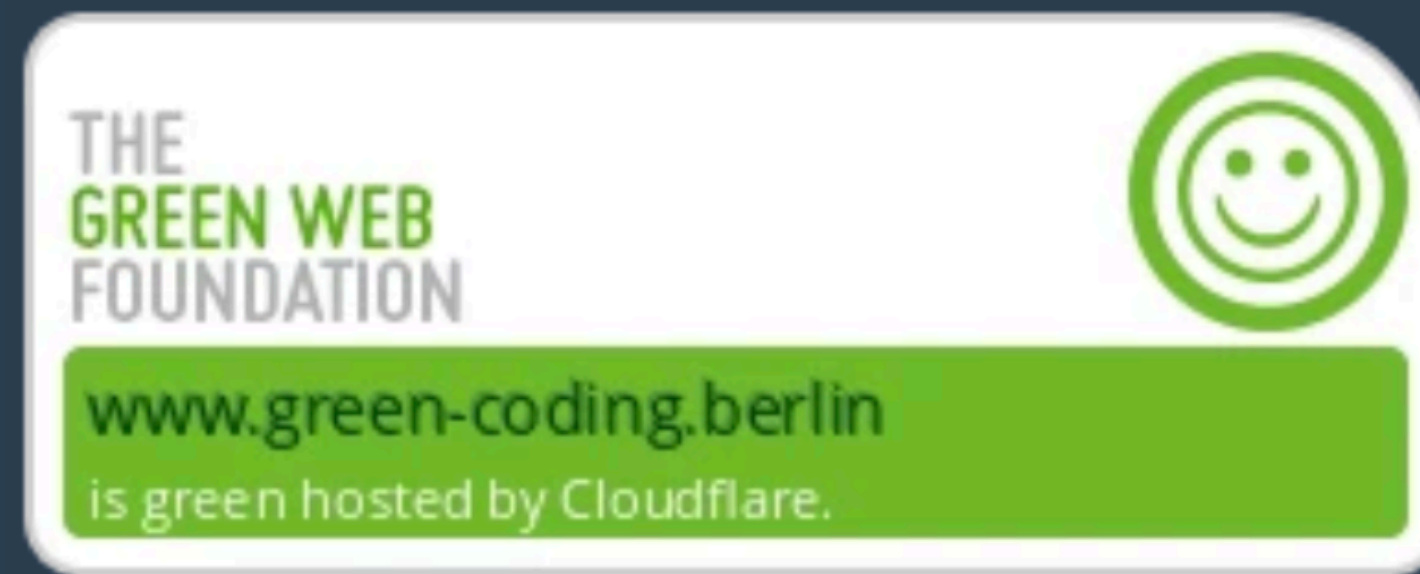 THE
GREEN WEB
FOUNDATION
www.green-coding.berlin
is green hosted by Cloudflare.